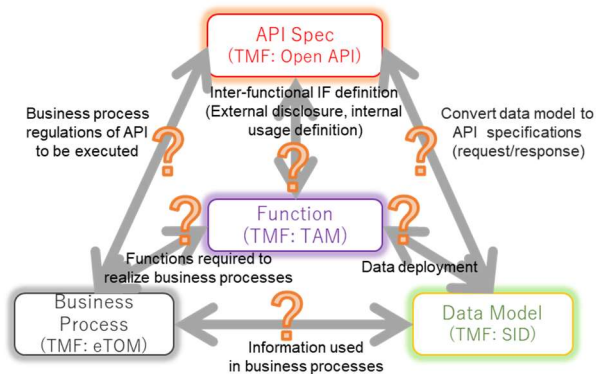 API Spec
(TMF: Open API)
Inter-functional IF definition
(External disclosure, internal
usage definition)
Business process
regulations of API
to be executed
?
?
?
Convert data model to
API specifications
(request/response)
?
Function
(TMF: TAM)
?
Functions required to
realize business processes
Data deployment
Business
Process
(TMF: eTOM)
?
Information used
in business processes
Data Model
(TMF: SID)